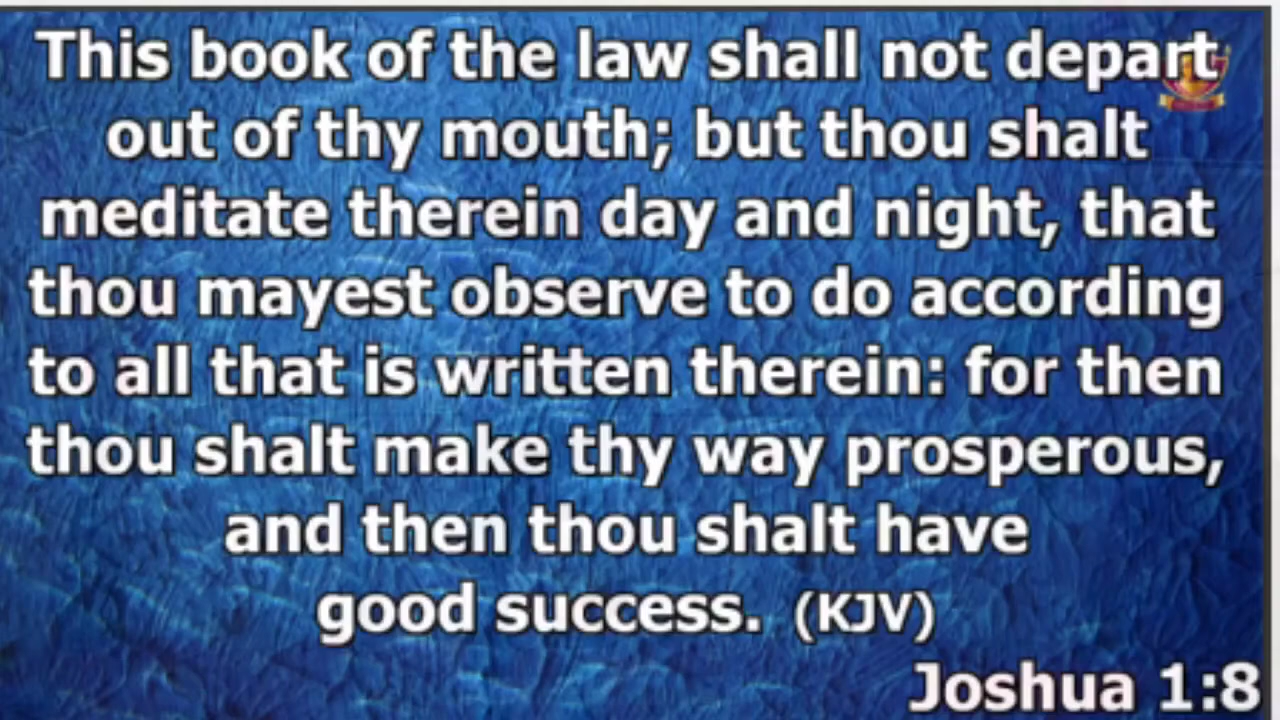 This book of the law shall not depart
out of thy mouth; but thou shalt
meditate therein day and night, that
thou mayest observe to do according
to all that is written therein: for then
thou shalt make thy way prosperous,
and then thou shalt have
good success. (KJV)
Joshua 1:8